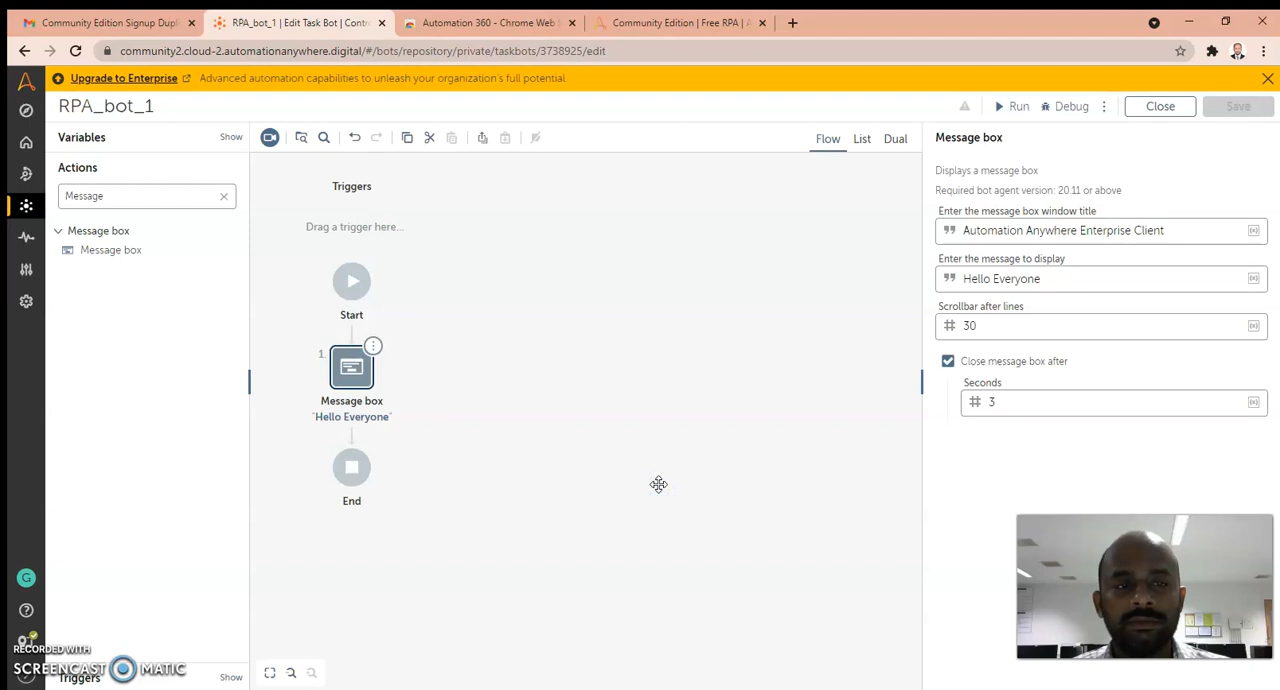 Community Edition Signup Dupl
RPA_bot_1 | Edit Task Bot | Contr
Automation 360 - Chrome Web S
Community Edition | Free RPA | A
community2.cloud-2.automationanywhere.digital/#/bots/repository/private/taskbots/3738925/edit
Upgrade to Enterprise
Advanced automation capabilities to unleash your organization's full potential.
RPA_bot_1
Run
Debug
Close
Save
Variables
Show
Actions
Message
Message box
Message box
Flow
List
Dual
Triggers
Drag a trigger here...
Start
1.
Message box
"Hello Everyone"
End
Message box
Displays a message box
Required bot agent version: 20.11 or above
Enter the message box window title
Automation Anywhere Enterprise Client
Enter the message to display
Hello Everyone
Scrollbar after lines
30
Close message box after
Seconds
3
G
RECORDED WITH
SCREENCAST MATIC
Triggers
Show